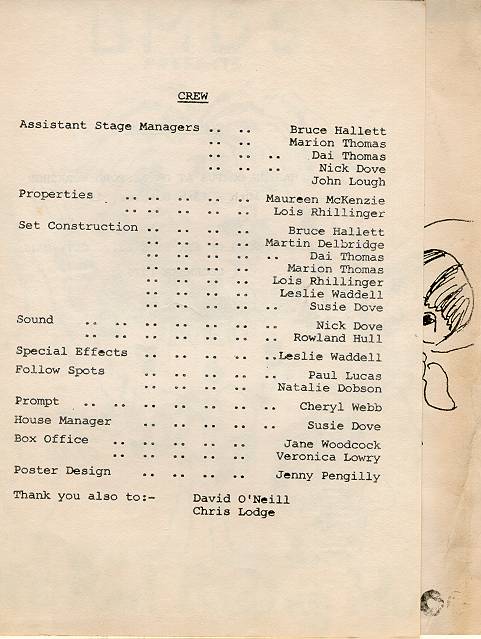 CREW
Assistant Stage Managers .. .. Bruce Hallett
.. .. Marion Thomas
.. .. .. Dai Thomas
.. .. .. Nick Dove
John Lough
Properties .. .. .. .. .. Maureen McKenzie
.. .. .. .. .. Lois Rhillinger
Set Construction .. .. .. .. Bruce Hallett
.. .. .. .. Martin Delbridge
.. .. .. .. .. Dai Thomas
.. .. .. .. Marion Thomas
.. .. .. .. Lois Rhillinger
.. .. .. .. Leslie Waddell
.. .. .. .. .. Susie Dove
Sound .. .. .. .. .. .. .. Nick Dove
.. .. .. .. .. .. Rowland Hull
Special Effects .. .. .. .. ..Leslie Waddell
Follow Spots .. .. .. .. .. Paul Lucas
.. .. .. .. Natalie Dobson
Prompt .. .. .. .. .. .. .. Cheryl Webb
House Manager .. .. .. .. .. Susie Dove
Box Office .. .. .. .. .. Jane Woodcock
.. .. .. .. .. Veronica Lowry
Poster Design .. .. .. .. Jenny Pengilly
Thank you also to:- David O'Neill
Chris Lodge